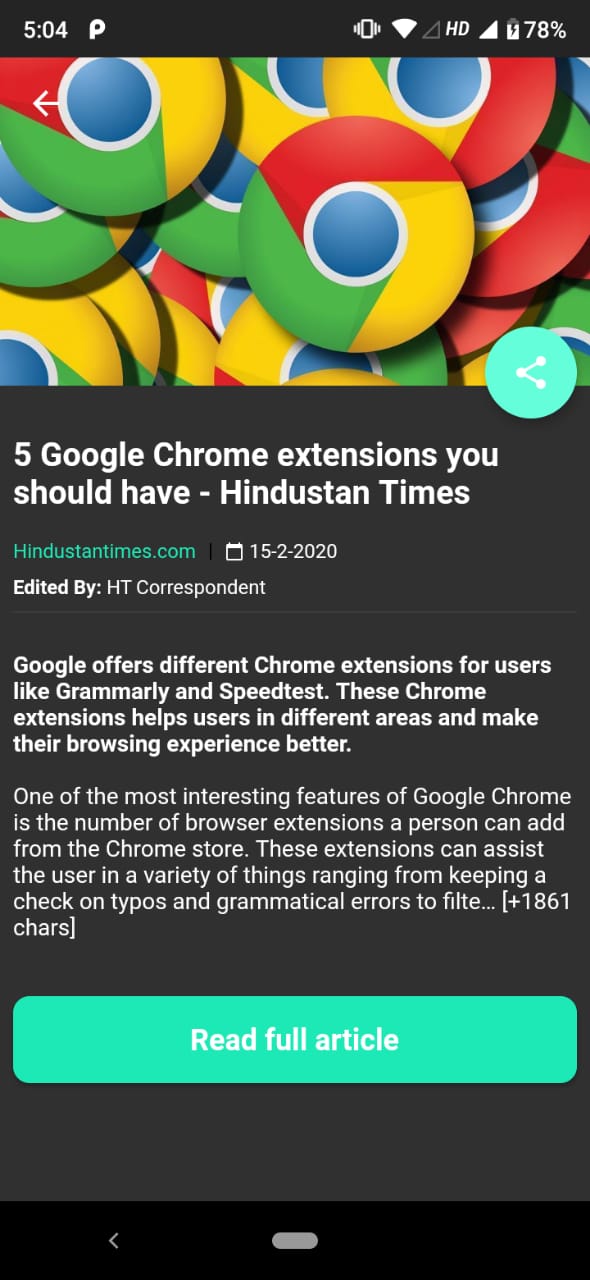 5:04
HD
78%
5 Google Chrome extensions you
should have - Hindustan Times
Hindustantimes.com | 15-2-2020
Edited By: HT Correspondent
Google offers different Chrome extensions for users
like Grammarly and Speedtest. These Chrome
extensions helps users in different areas and make
their browsing experience better.
One of the most interesting features of Google Chrome
is the number of browser extensions a person can add
from the Chrome store. These extensions can assist
the user in a variety of things ranging from keeping a
check on typos and grammatical errors to filte… [+1861
chars]
Read full article